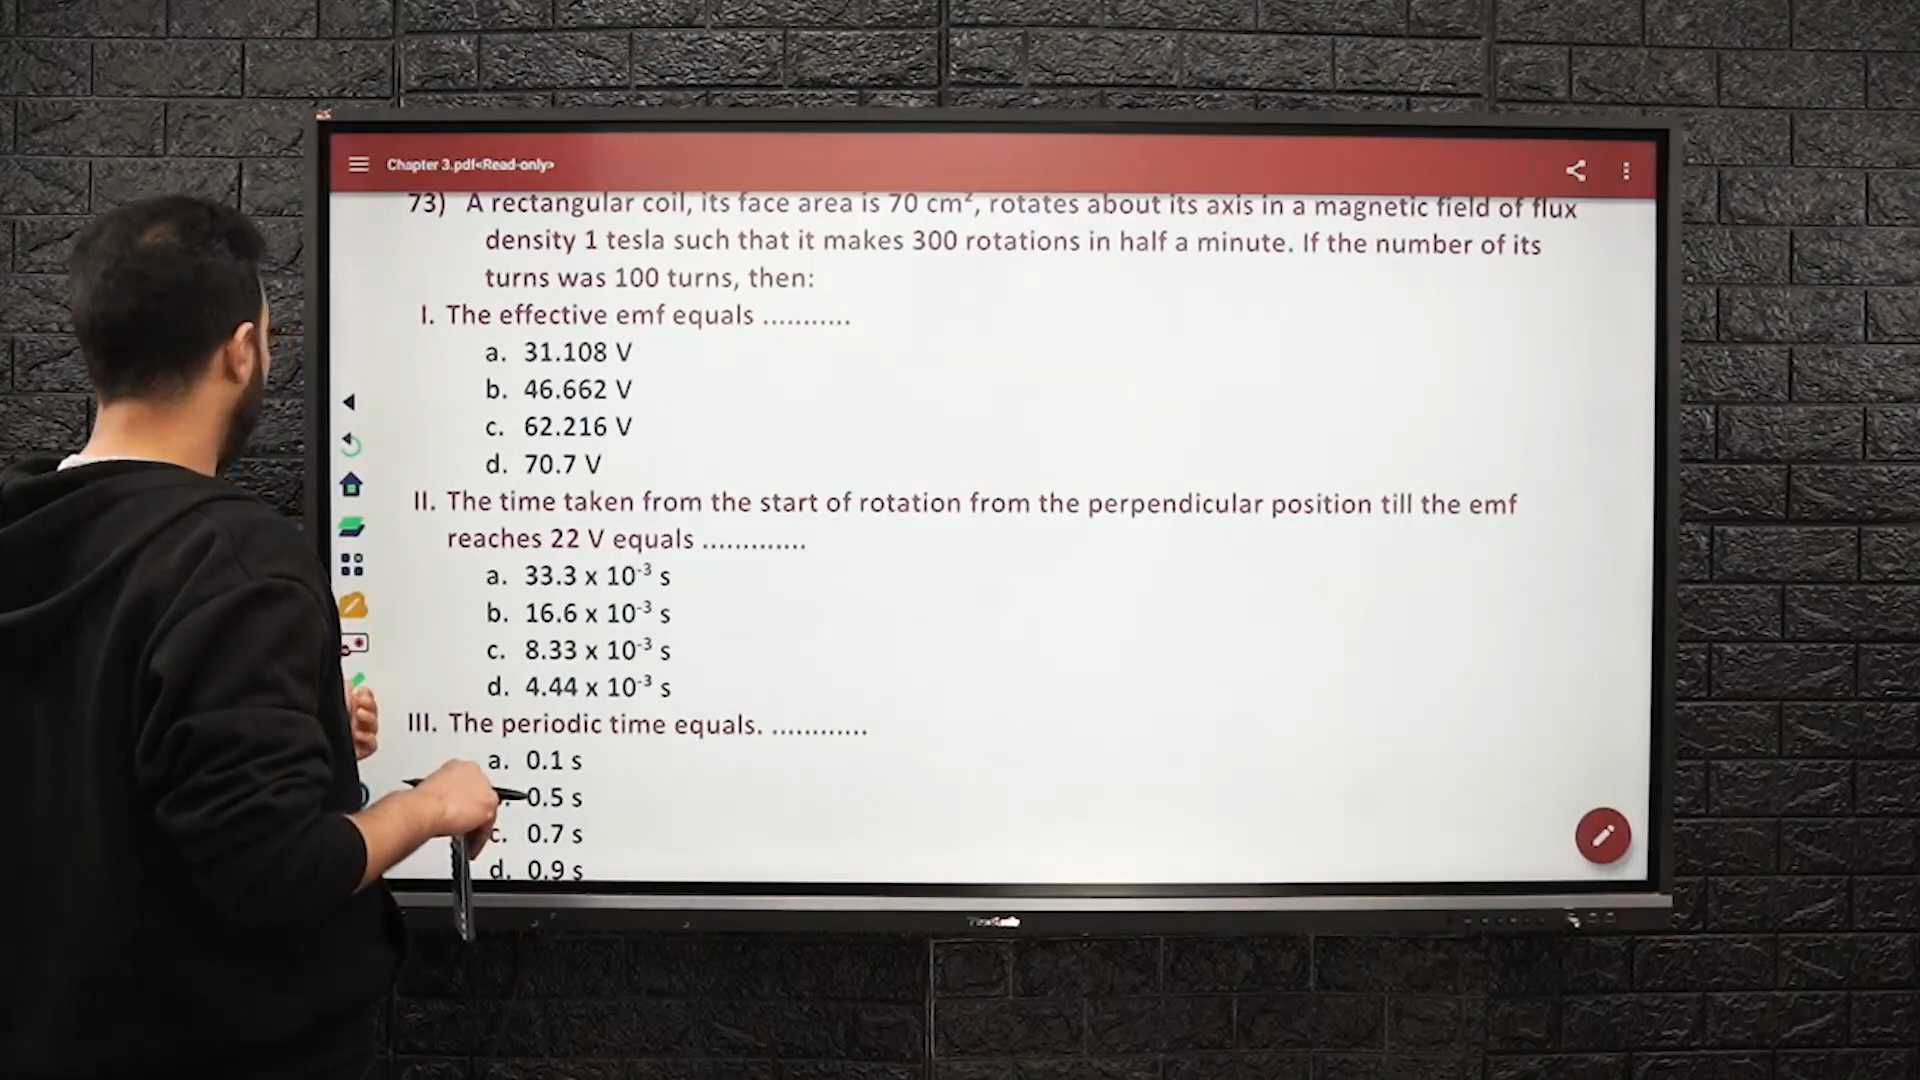 Chapter 3.pdf<Read-only>
73) A rectangular coil, its face area is 70 cm², rotates about its axis in a magnetic field of flux
density 1 tesla such that it makes 300 rotations in half a minute. If the number of its
turns was 100 turns, then:
I. The effective emf equals ...........
a. 31.108 V
b. 46.662 V
c. 62.216 V
d. 70.7 V
II. The time taken from the start of rotation from the perpendicular position till the emf
reaches 22 V equals .............
a. 33.3 x 10⁻³ s
b. 16.6 x 10⁻³ s
c. 8.33 x 10⁻³ s
d. 4.44 x 10⁻³ s
III. The periodic time equals. ............
a. 0.1 s
0.5 s
c. 0.7 s
d. 0.9 s